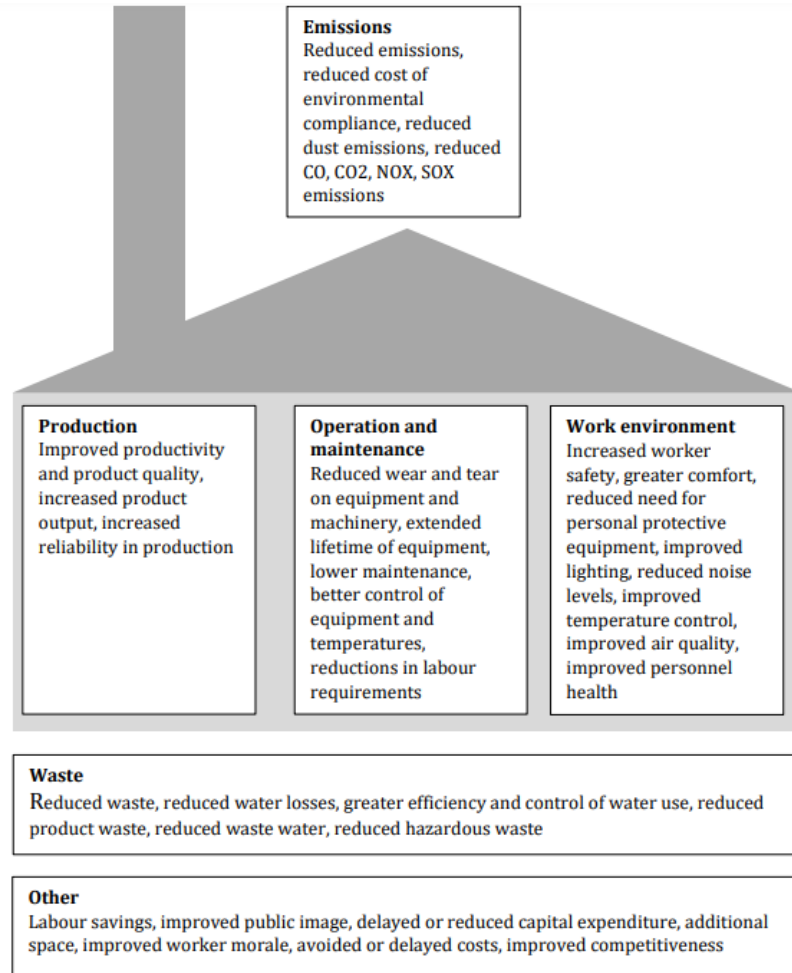 Emissions
Reduced emissions,
reduced cost of
environmental
compliance, reduced
dust emissions, reduced
CO, CO2, NOX, SOX
emissions
Production
Improved productivity
and product quality,
increased product
output, increased
reliability in production
Operation and
maintenance
Reduced wear and tear
on equipment and
machinery, extended
lifetime of equipment,
lower maintenance,
better control of
equipment and
temperatures,
reductions in labour
requirements
Work environment
Increased worker
safety, greater comfort,
reduced need for
personal protective
equipment, improved
lighting, reduced noise
levels, improved
temperature control,
improved air quality,
improved personnel
health
Waste
Reduced waste, reduced water losses, greater efficiency and control of water use, reduced
product waste, reduced waste water, reduced hazardous waste
Other
Labour savings, improved public image, delayed or reduced capital expenditure, additional
space, improved worker morale, avoided or delayed costs, improved competitiveness